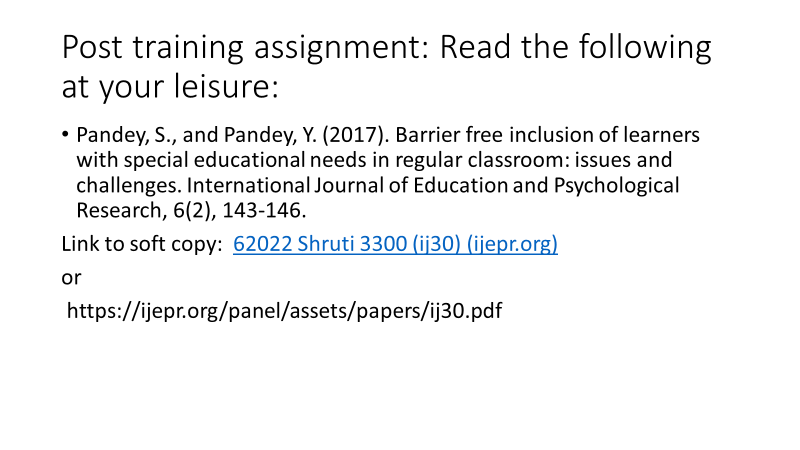 Post training assignment: Read the following
at your leisure:
• Pandey, S., and Pandey, Y. (2017). Barrier free inclusion of learners
with special educational needs in regular classroom: issues and
challenges. International Journal of Education and Psychological
Research, 6(2), 143-146.
Link to soft copy: 62022 Shruti 3300 (ij30) (ijepr.org)
or
https://ijepr.org/panel/assets/papers/ij30.pdf